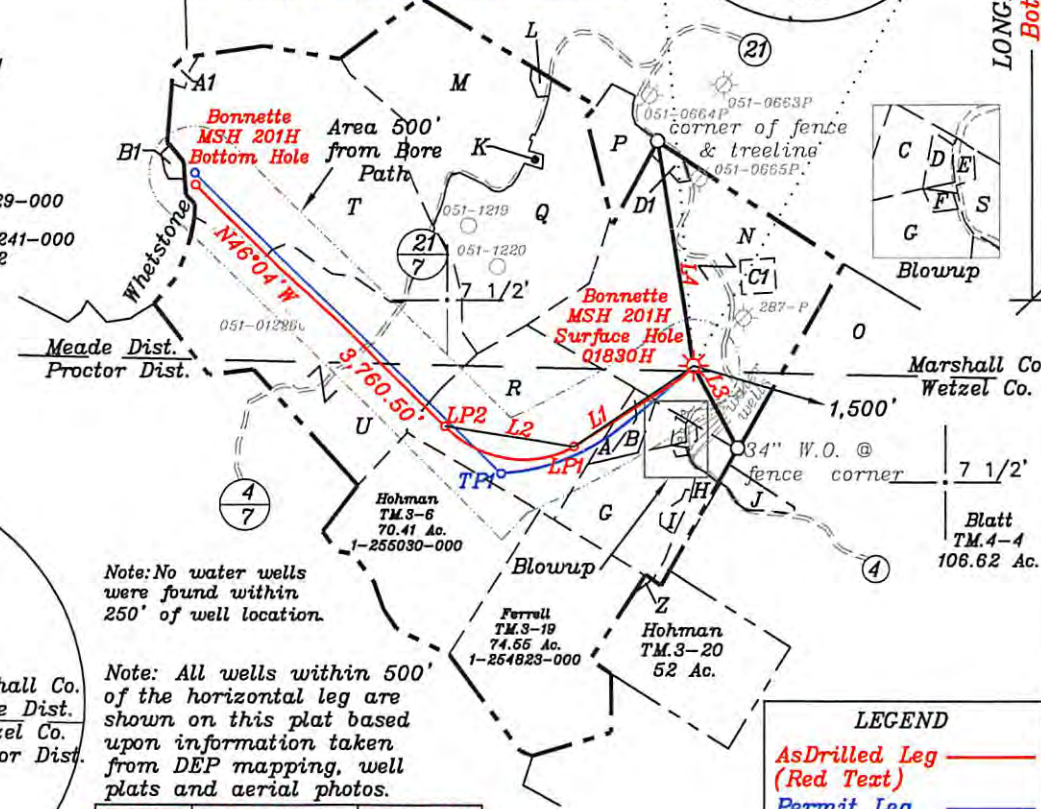 LONG.
Bot
L
M
21
A1
051-0663P
051-0664P
Bonnette
MSH 201H
Bottom Hole
Area 500'
from Bore
Path
K
P
corner of fence
& treeline
051-0665P
C
D
E
F
S
G
Blowup
B1
T
Q
D1
29-000
241-000
2
051-1219
051-1220
Whetstone
N46°04'W
21
7
7 1/2'
N
L4
C1
Bonnette
MSH 201H
Surface Hole
Q1830H
287-P
O
Meade Dist.
Proctor Dist.
3,760.50'
R
Marshall Co
Wetzel Co.
L3
1,500'
U
LP2
L2
L1
LP1
A
B
TP1
34" W.O. @
fence corner
7 1/2'
4
7
Hohman
TM.3-6
70.41 Ac.
1-255030-000
G
H
I
J
Blatt
TM.4-4
106.62 Ac.
Blowup
4
Note:No water wells
were found within
250' of well location.
Z
Ferrell
TM.3-19
74.55 Ac.
1-254823-000
Hohman
TM.3-20
52 Ac.
hall Co.
e Dist.
zel Co.
or Dist.
Note: All wells within 500'
of the horizontal leg are
shown on this plat based
upon information taken
from DEP mapping, well
plats and aerial photos.
LEGEND
AsDrilled Leg
(Red Text)
Permit Leg